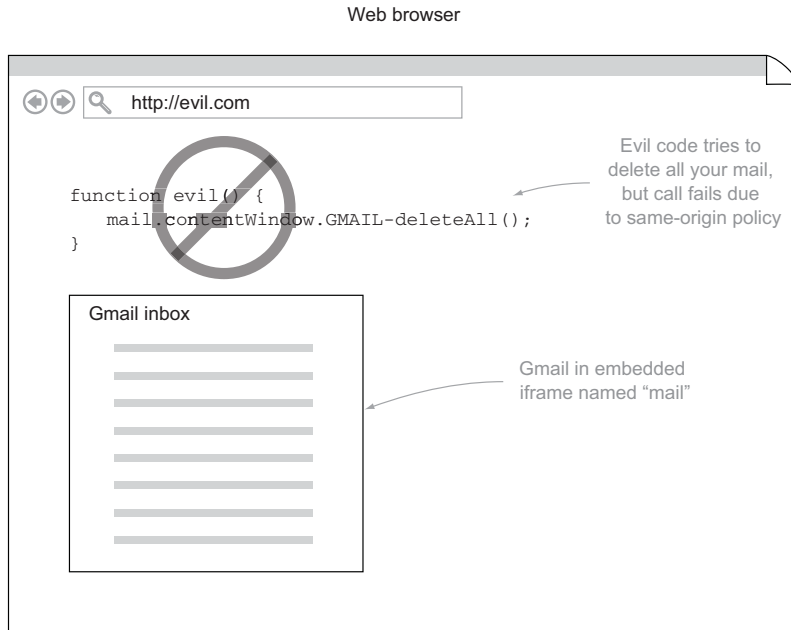 Web browser
http://evil.com
Evil code tries to
delete all your mail,
but call fails due
to same-origin policy
function evil() {
mail.contentWindow.GMAIL-deleteAll();
}
Gmail inbox
Gmail in embedded
iframe named “mail”